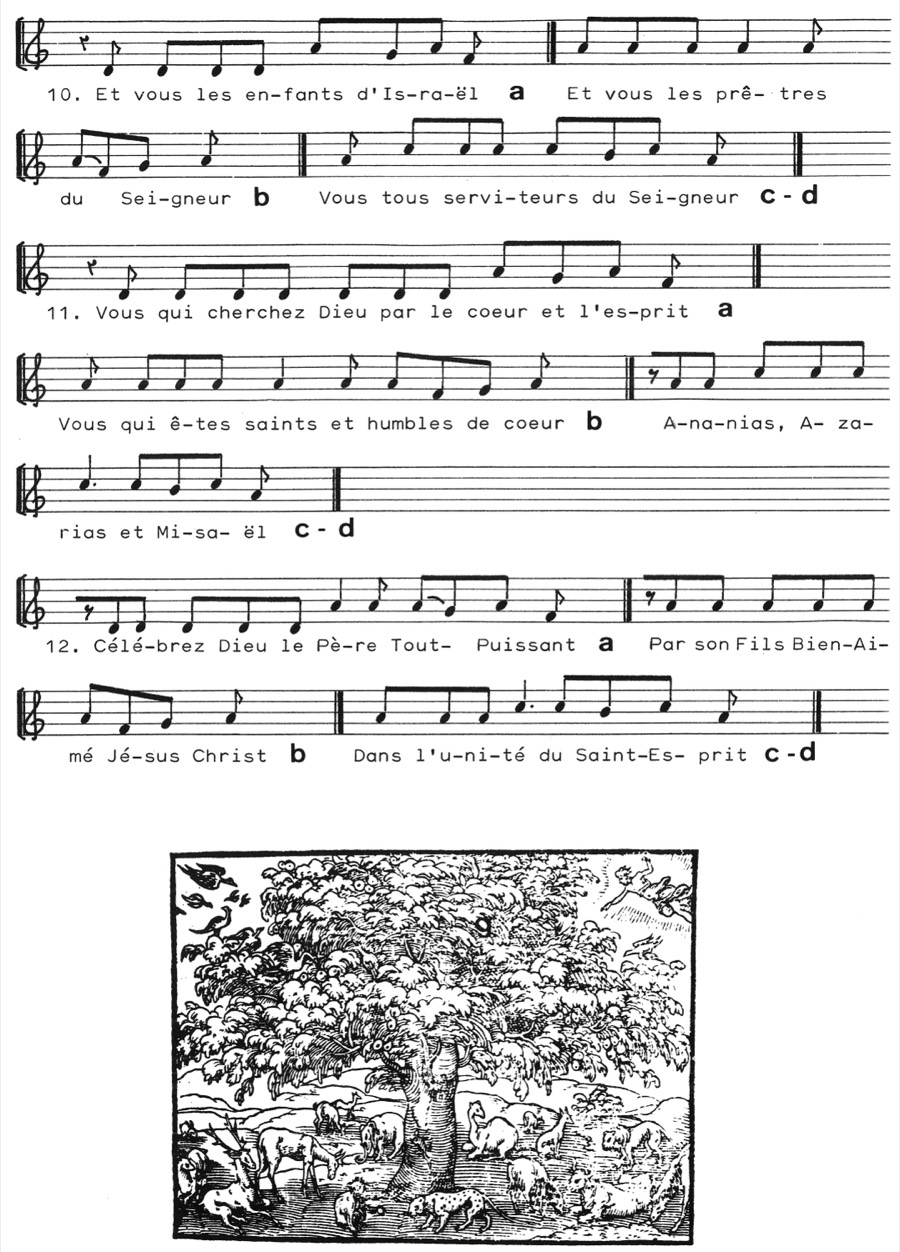 10. Et vous les en-fants d'Is-ra-ël a Et vous les prê- tres
du Sei-gneur b Vous tous servi-teurs du Sei-gneur c - d
11. Vous qui cherchez Dieu par le coeur et l'es-prit a
Vous qui ê-tes saints et humbles de coeur b A-na-nias, A- za-
rias et Mi-sa- ël c - d
12. Célé-brez Dieu le Pè-re Tout- Puissant a Par son Fils Bien-Ai-
mé Jé-sus Christ b Dans l'u-ni-té du Saint-Es- prit c - d